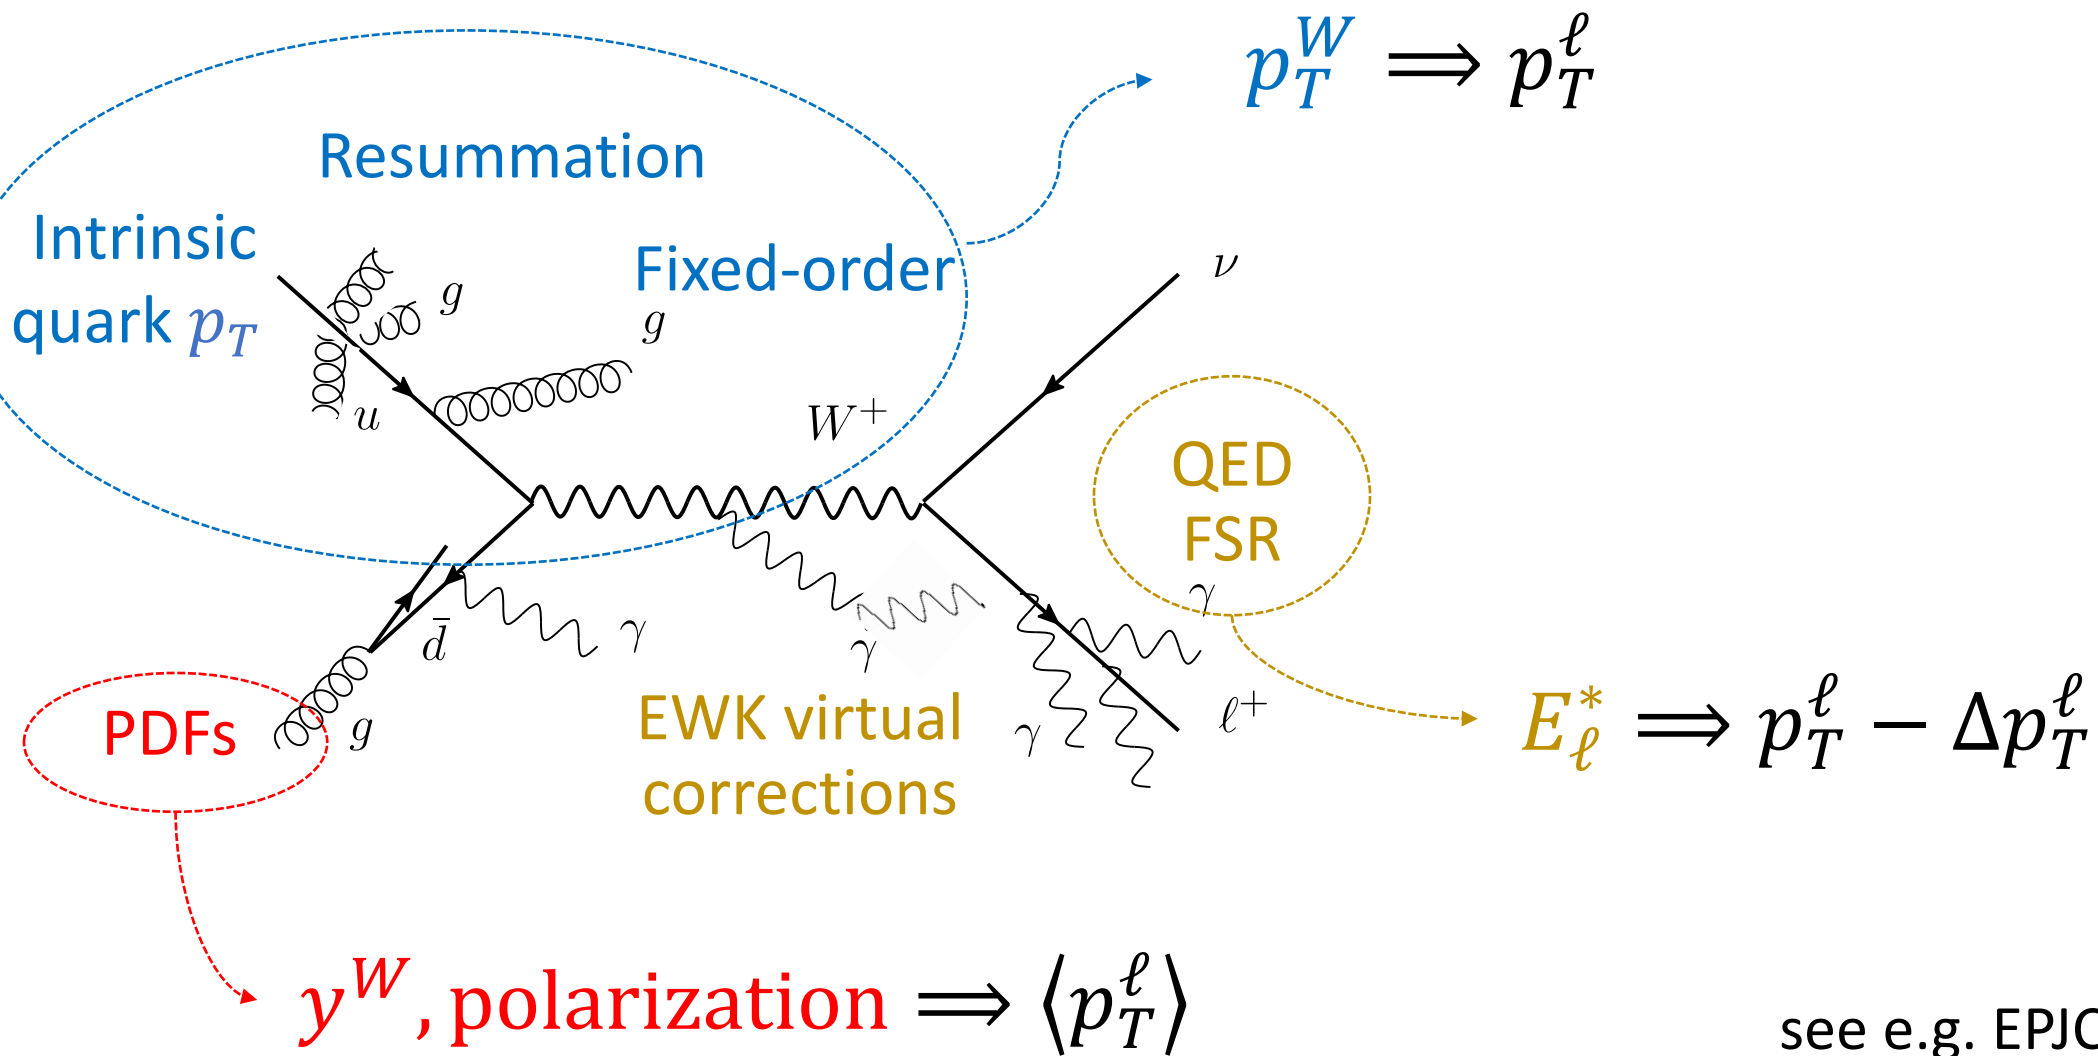 p_T^W ⟹ p_T^ℓ
Resummation
Intrinsic
quark p_T
Fixed-order
g
g
ν
u
W⁺
QED
FSR
γ
d̄
γ
γ
PDFs
g
EWK virtual
corrections
γ
ℓ⁺
E_ℓ^* ⟹ p_T^ℓ − Δp_T^ℓ
y^W, polarization ⟹ ⟨p_T^ℓ⟩
see e.g. EPJC